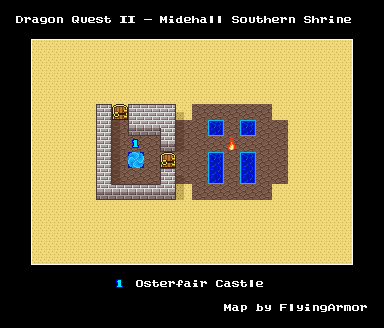 Dragon Quest II - Midehall Southern Shrine
1
1 Osterfair Castle
Map by FlyingArmor